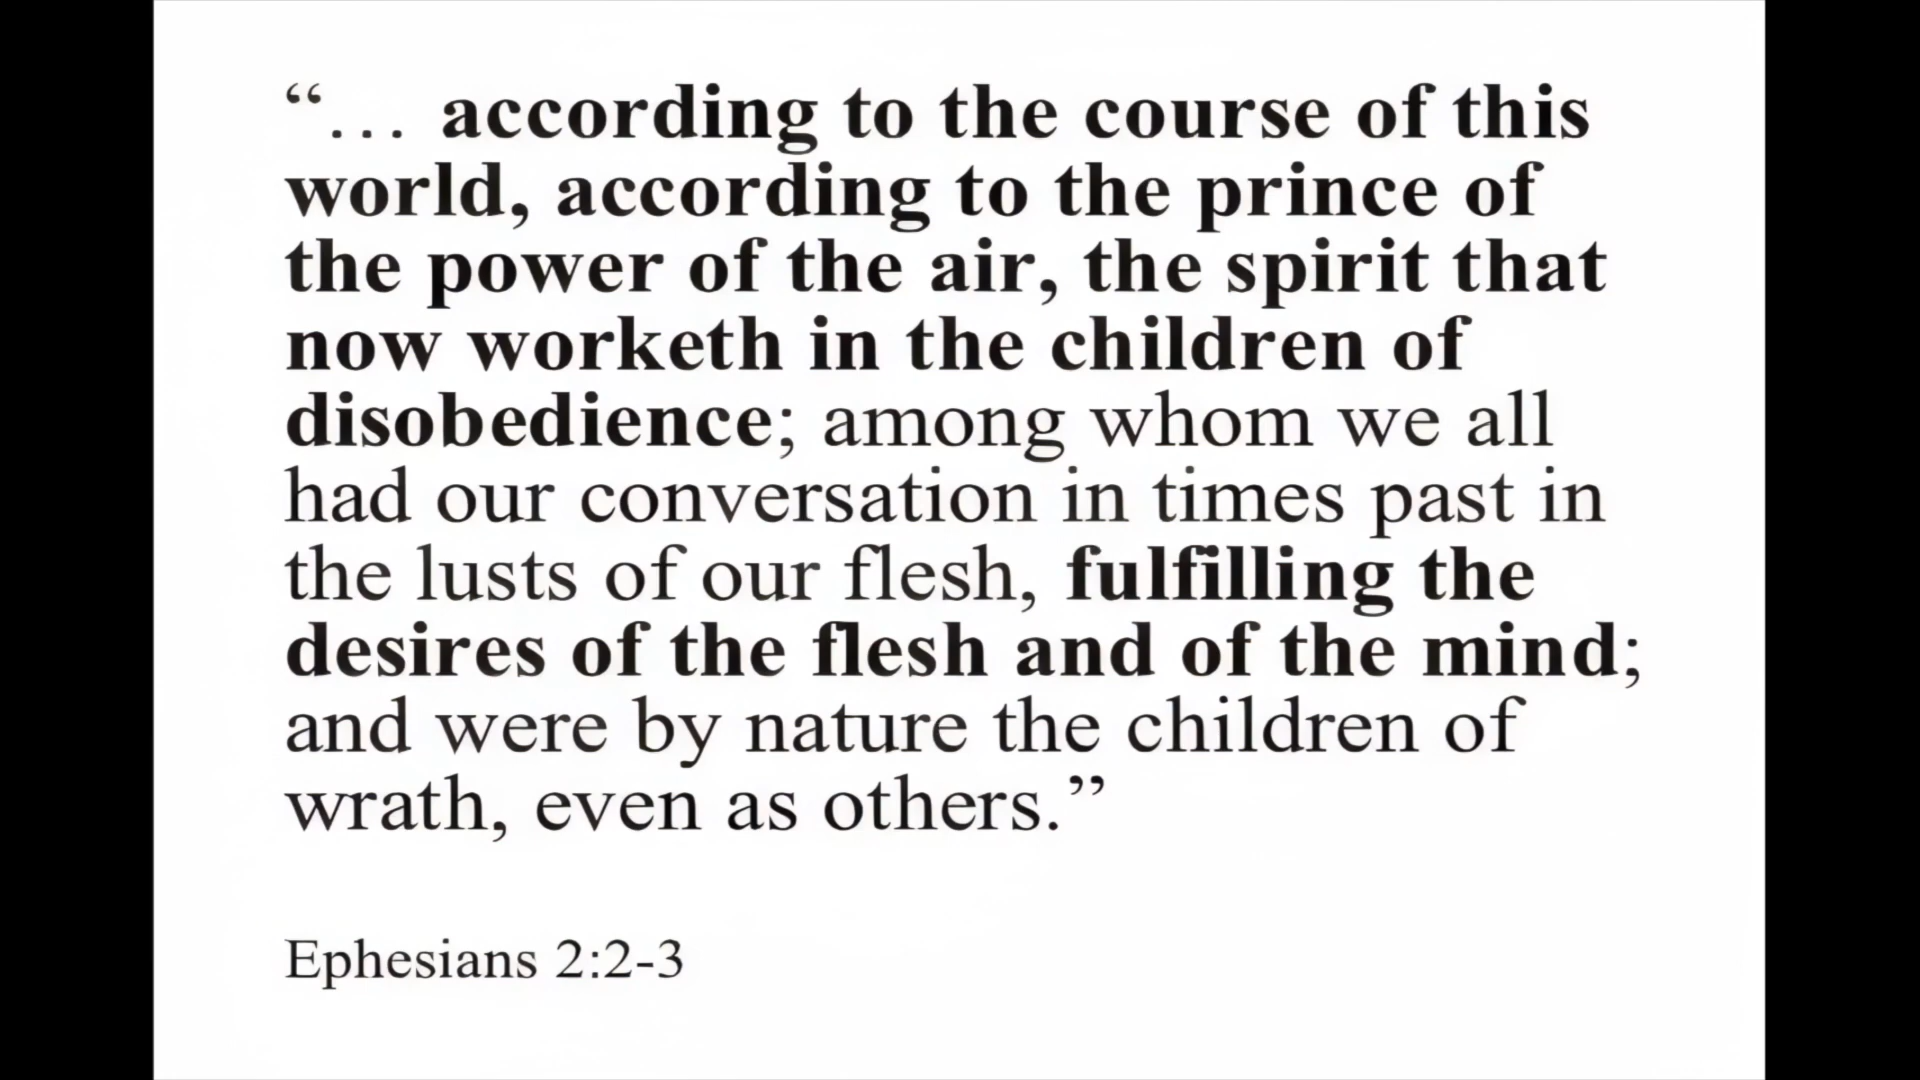 “… according to the course of this
world, according to the prince of
the power of the air, the spirit that
now worketh in the children of
disobedience; among whom we all
had our conversation in times past in
the lusts of our flesh, fulfilling the
desires of the flesh and of the mind;
and were by nature the children of
wrath, even as others.”
Ephesians 2:2-3